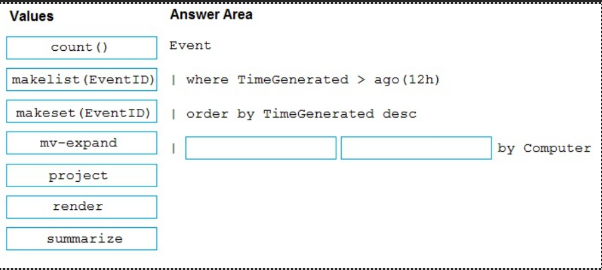 Values
Answer Area
count()
Event
makelist(EventID)
| where TimeGenerated > ago(12h)
makeset(EventID)
| order by TimeGenerated desc
mv-expand
| by Computer
project
render
summarize